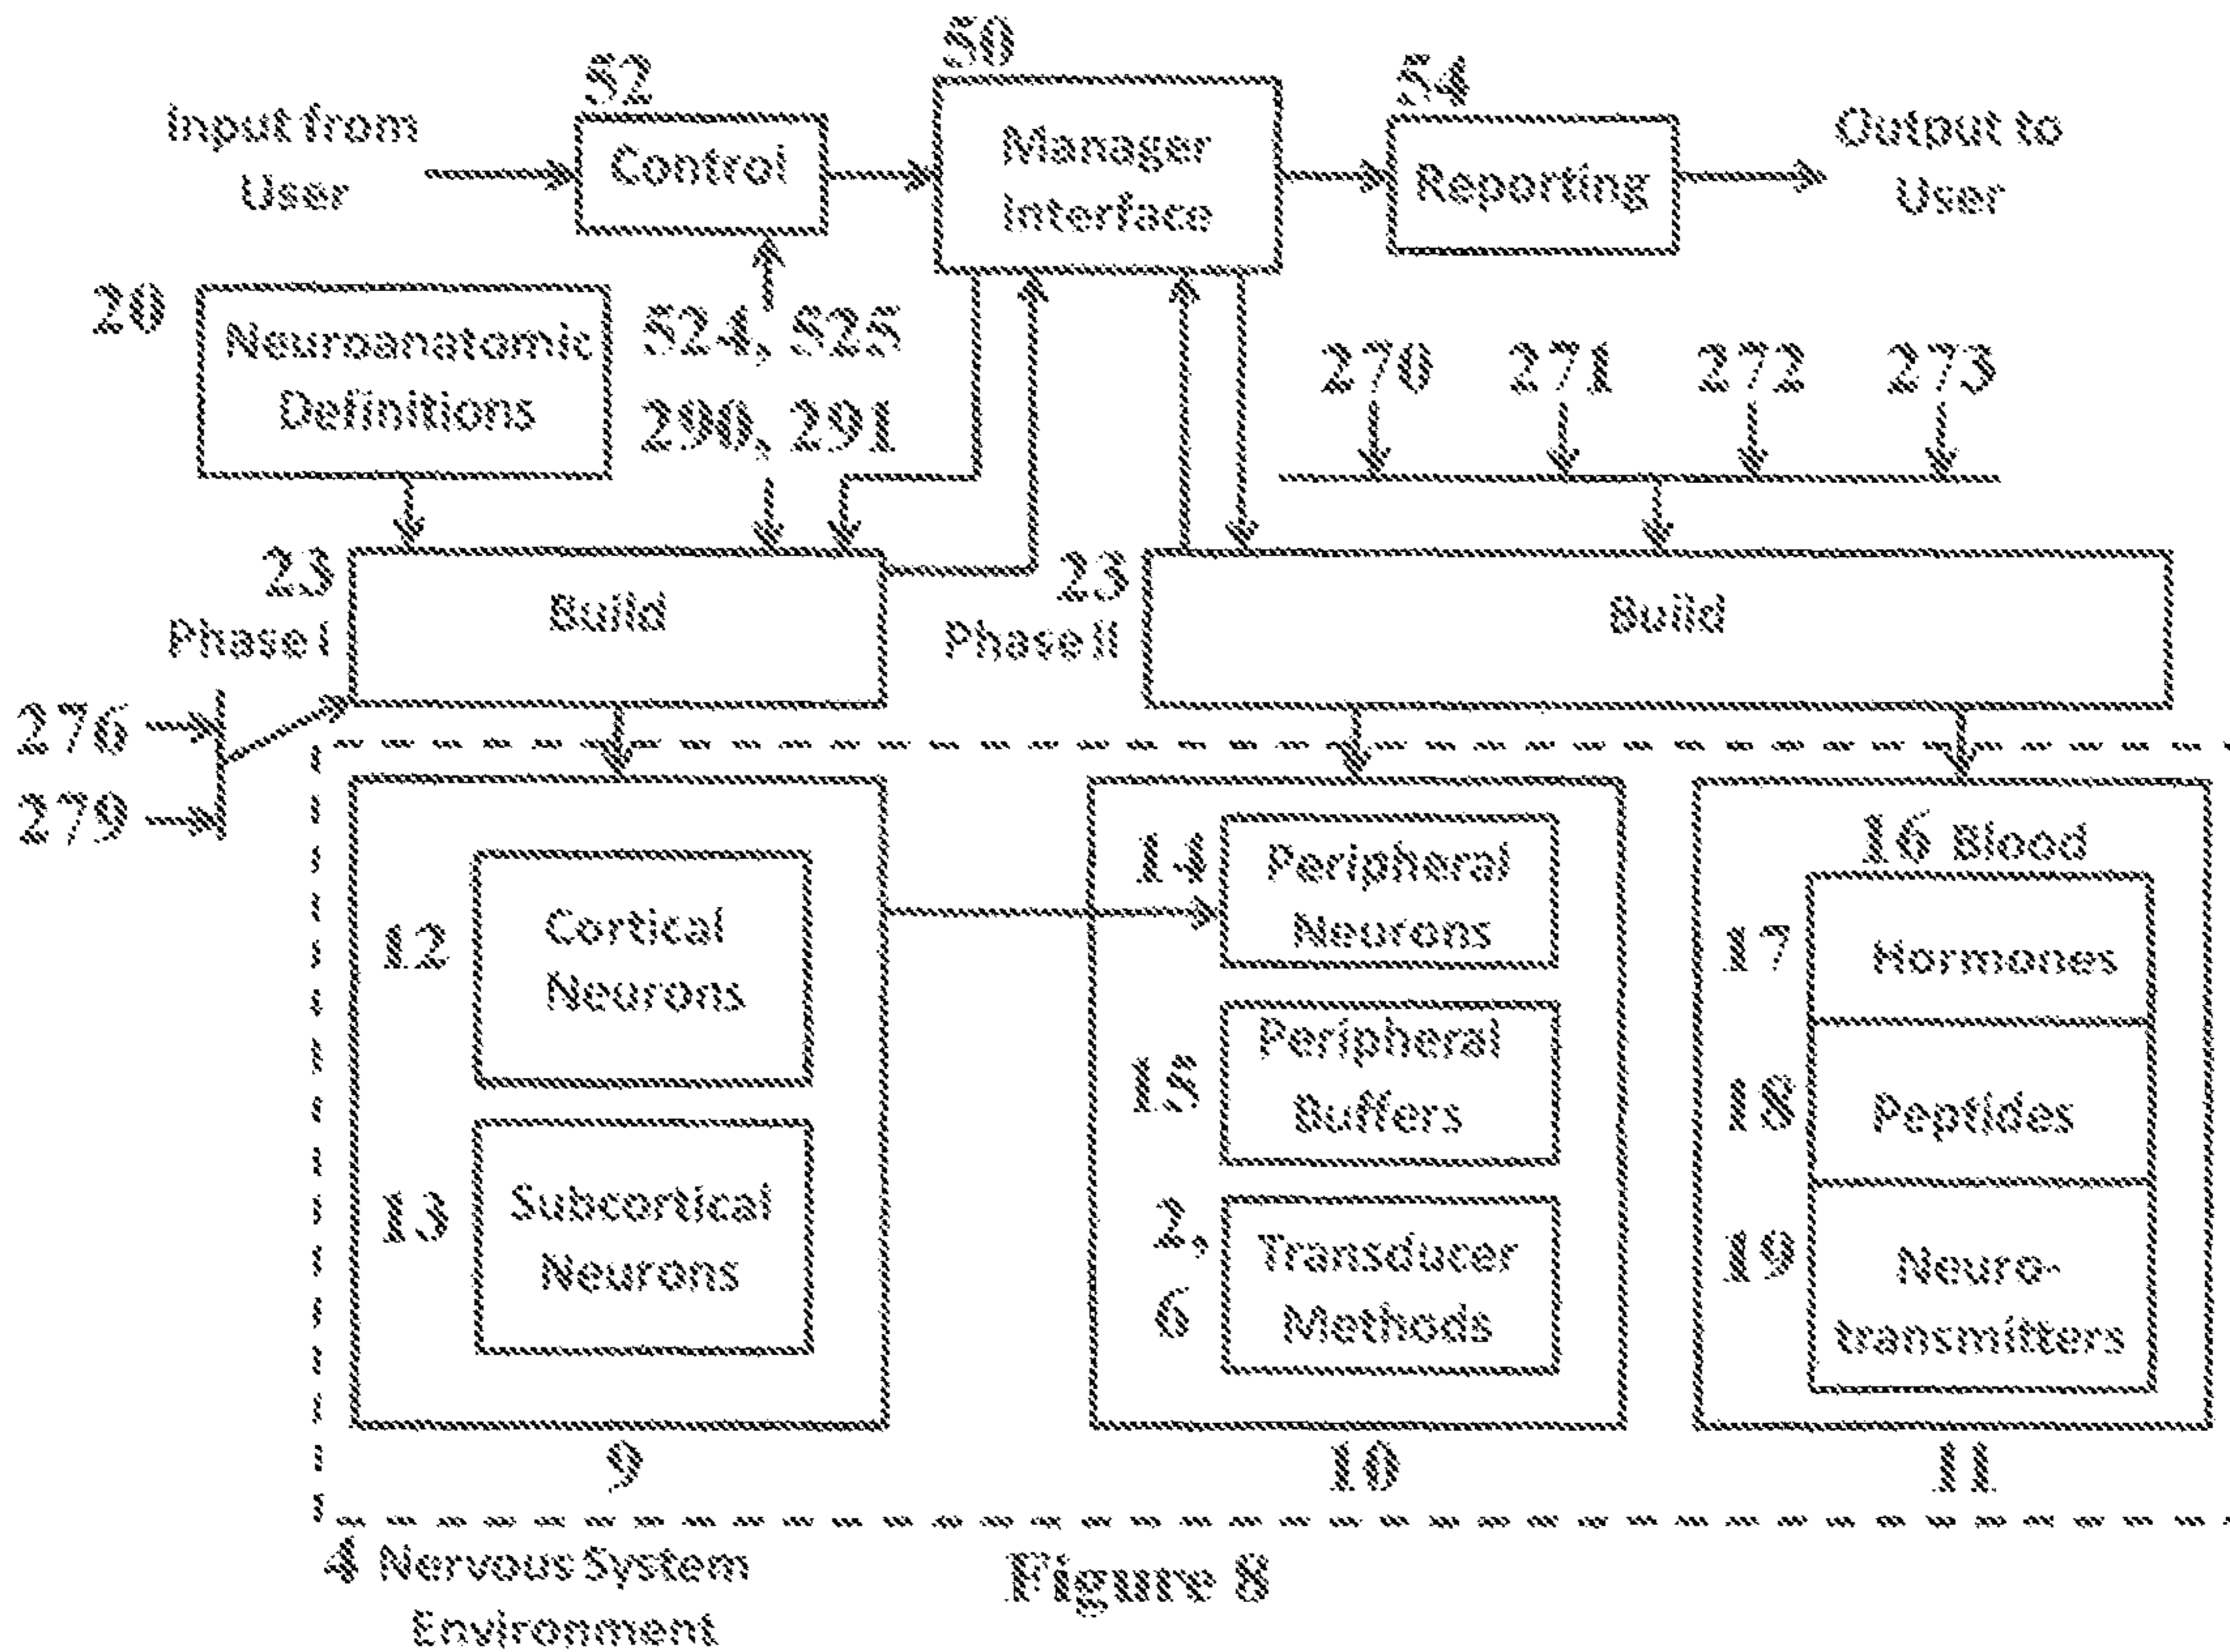 50
52
54
Input from
User
Control
Manager
Interface
Reporting
Output to
User
20
Neuroanatomic
Definitions
524, 525
290, 291
270 271 272 273
23
Phase I
Build
23
Phase II
Build
276
279
12
Cortical
Neurons
13
Subcortical
Neurons
9
14
Peripheral
Neurons
15
Peripheral
Buffers
2,
6
Transducer
Methods
10
16 Blood
17
Hormones
18
Peptides
19
Neuro-
transmitters
11
4 Nervous System
Environment
Figure 8